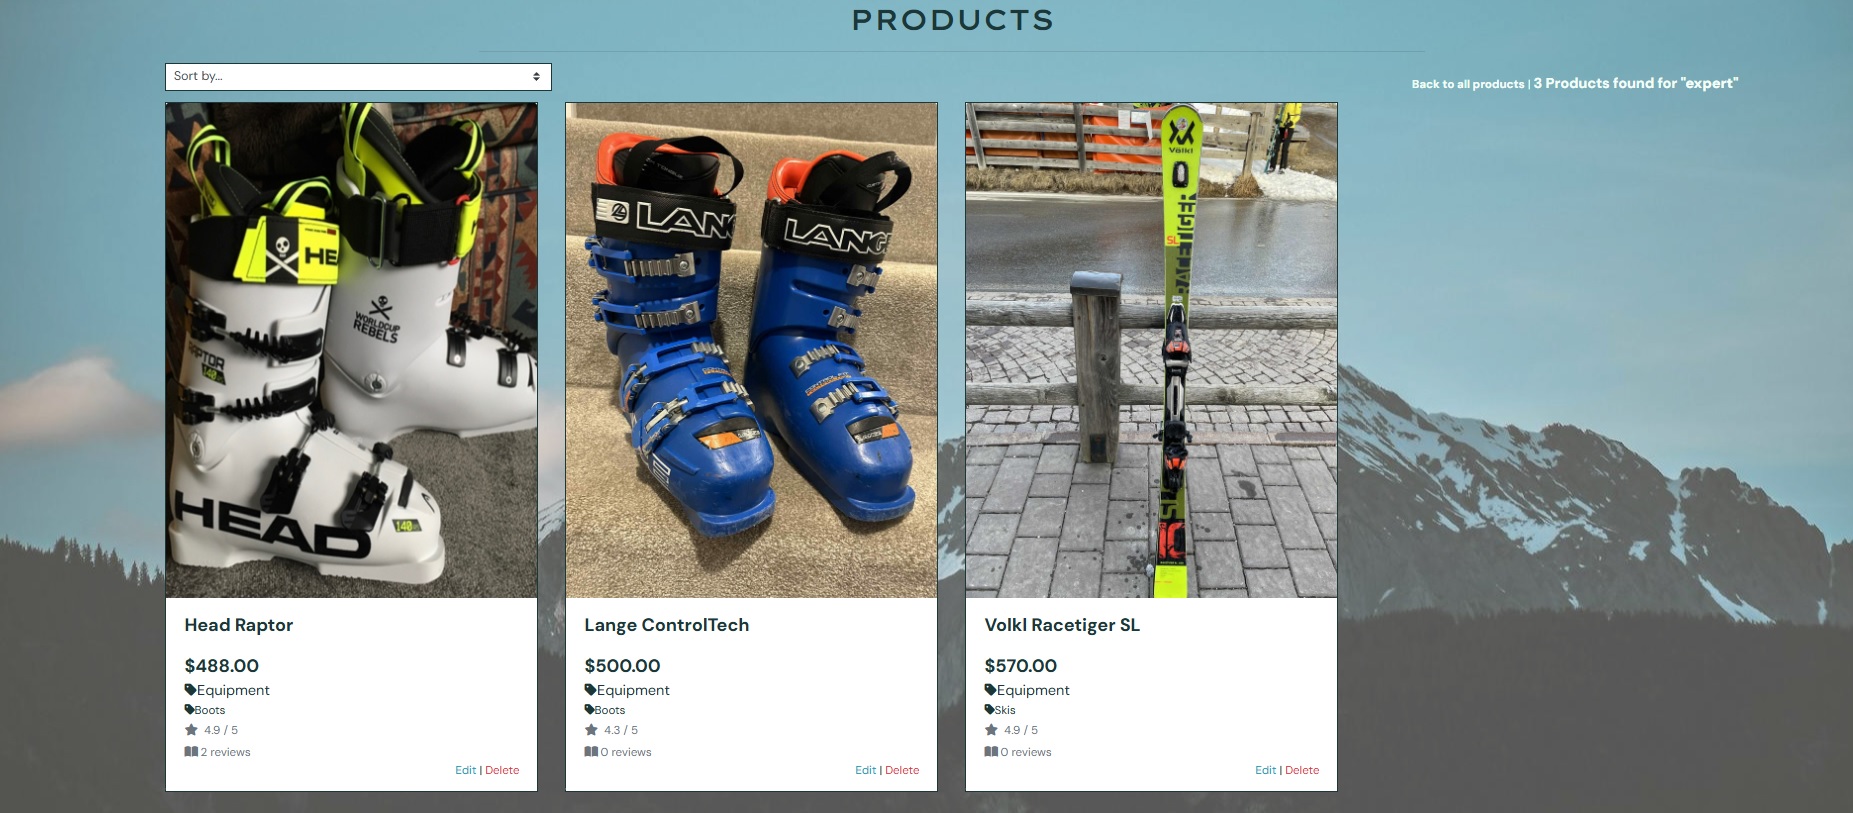 PRODUCTS
Sort by...
Back to all products | 3 Products found for "expert"
HEA
WORLDCUP
REBELS
RAPTOR
140
HEAD
140
LANG
LANGE
Völkl
RACETIGER
SL
SL
Head Raptor
$488.00
Equipment
Boots
4.9 / 5
2 reviews
Edit | Delete
Lange ControlTech
$500.00
Equipment
Boots
4.3 / 5
0 reviews
Edit | Delete
Volkl Racetiger SL
$570.00
Equipment
Skis
4.9 / 5
0 reviews
Edit | Delete